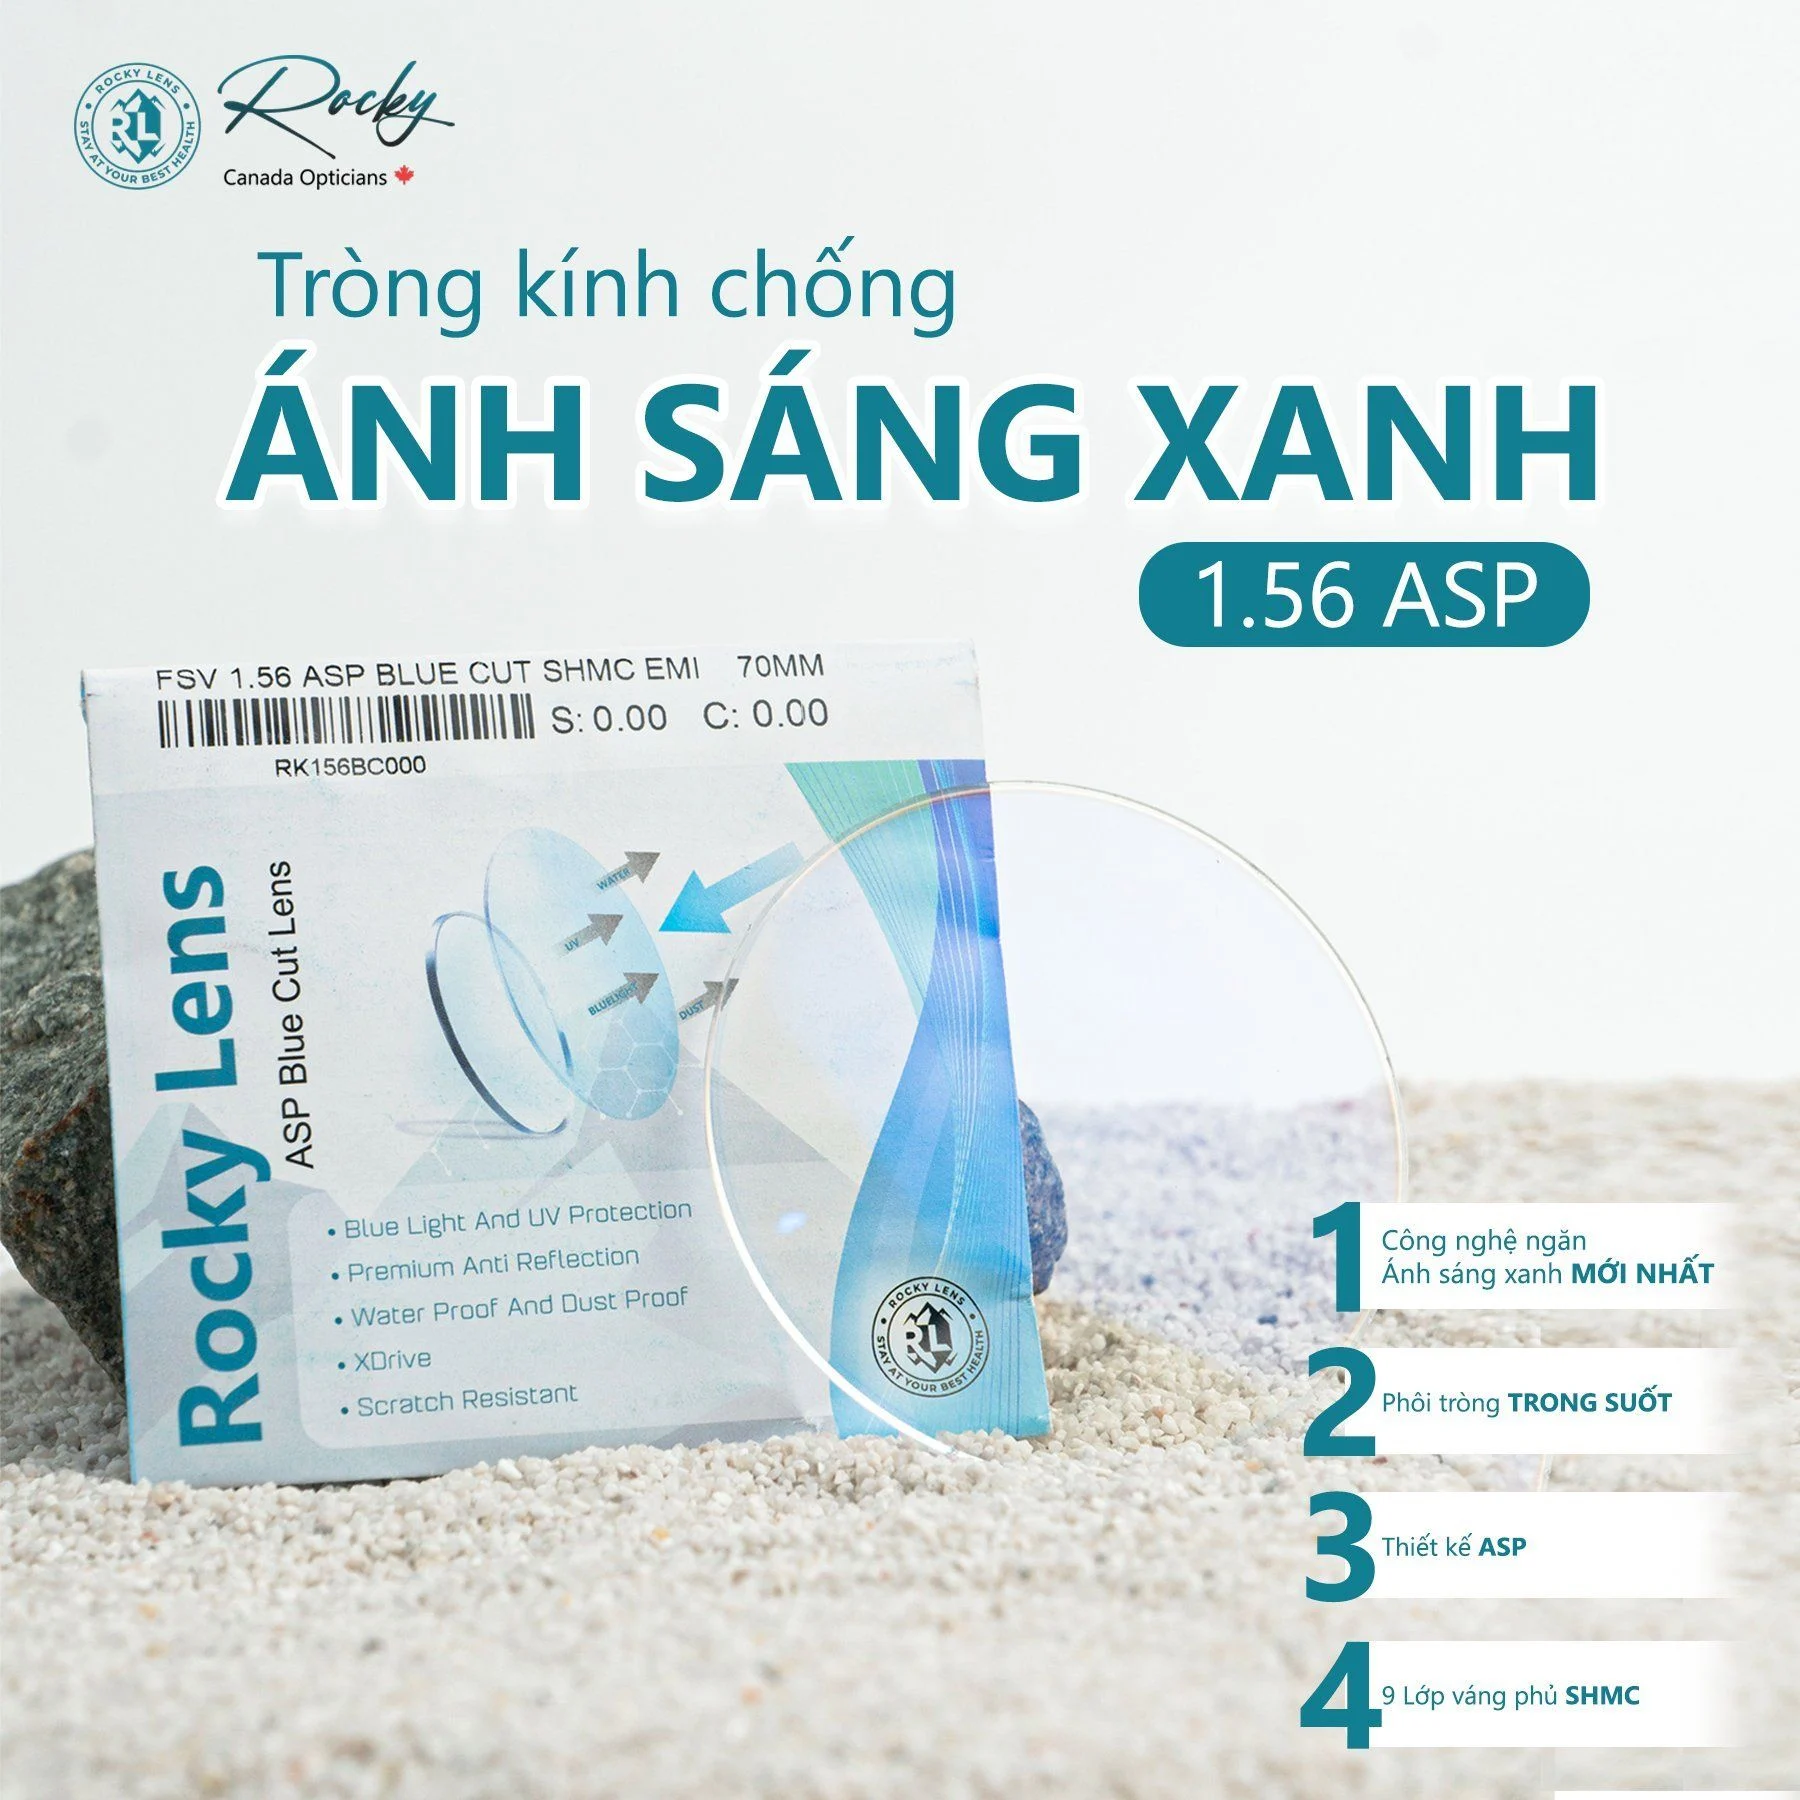 ROCKY LENS
STAY AT YOUR BEST HEALTH
RL
Rocky
Canada Opticians
Tròng kính chống
ÁNH SÁNG XANH
1.56 ASP
FSV 1.56 ASP BLUE CUT SHMC EMI 70MM
S: 0.00 C: 0.00
RK156BC000
Rocky Lens
ASP Blue Cut Lens
WATER
UV
BLUELIGHT
DUST
• Blue Light And UV Protection
• Premium Anti Reflection
• Water Proof And Dust Proof
• XDrive
• Scratch Resistant
ROCKY LENS
STAY AT YOUR BEST HEALTH
RL
1 Công nghệ ngăn
Ánh sáng xanh MỚI NHẤT
2 Phôi tròng TRONG SUỐT
3 Thiết kế ASP
4 9 Lớp váng phủ SHMC